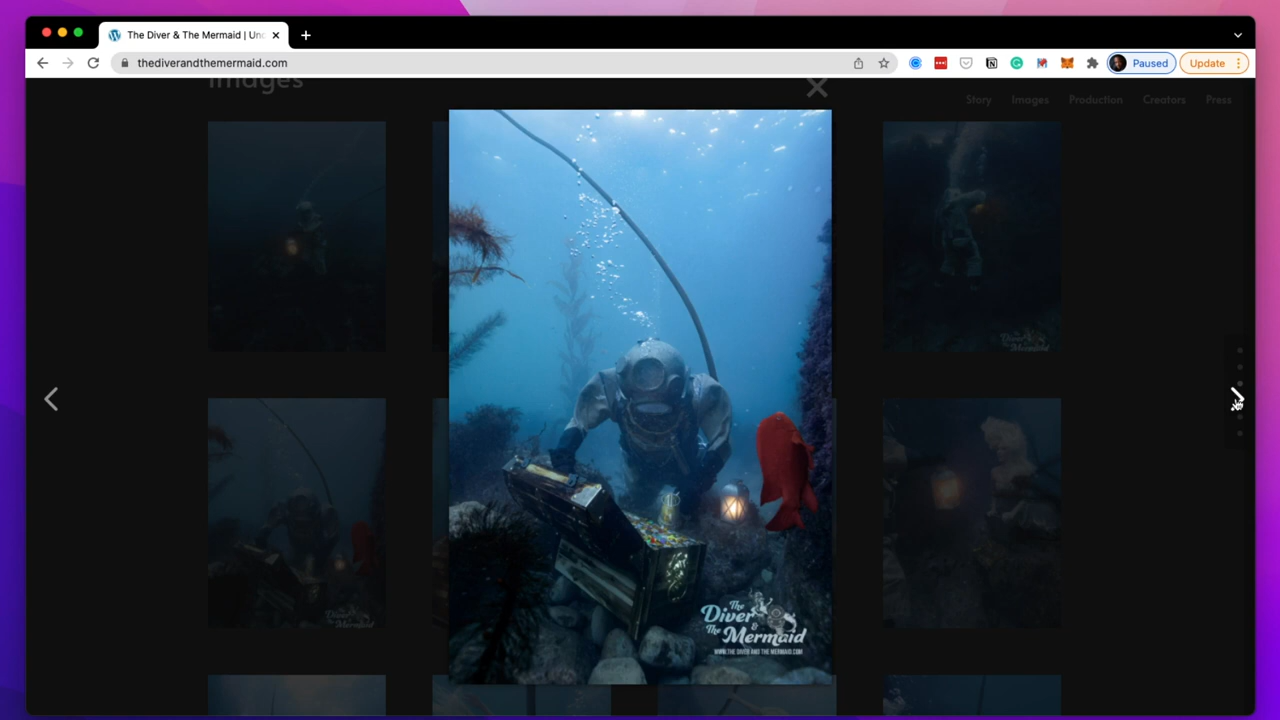 The Diver & The Mermaid | Unc
thediverandthemermaid.com
Paused
Update
Images
Story
Images
Production
Creators
Press
The
Diver
&
The Mermaid
WWW.THE DIVER AND THE MERMAID.COM